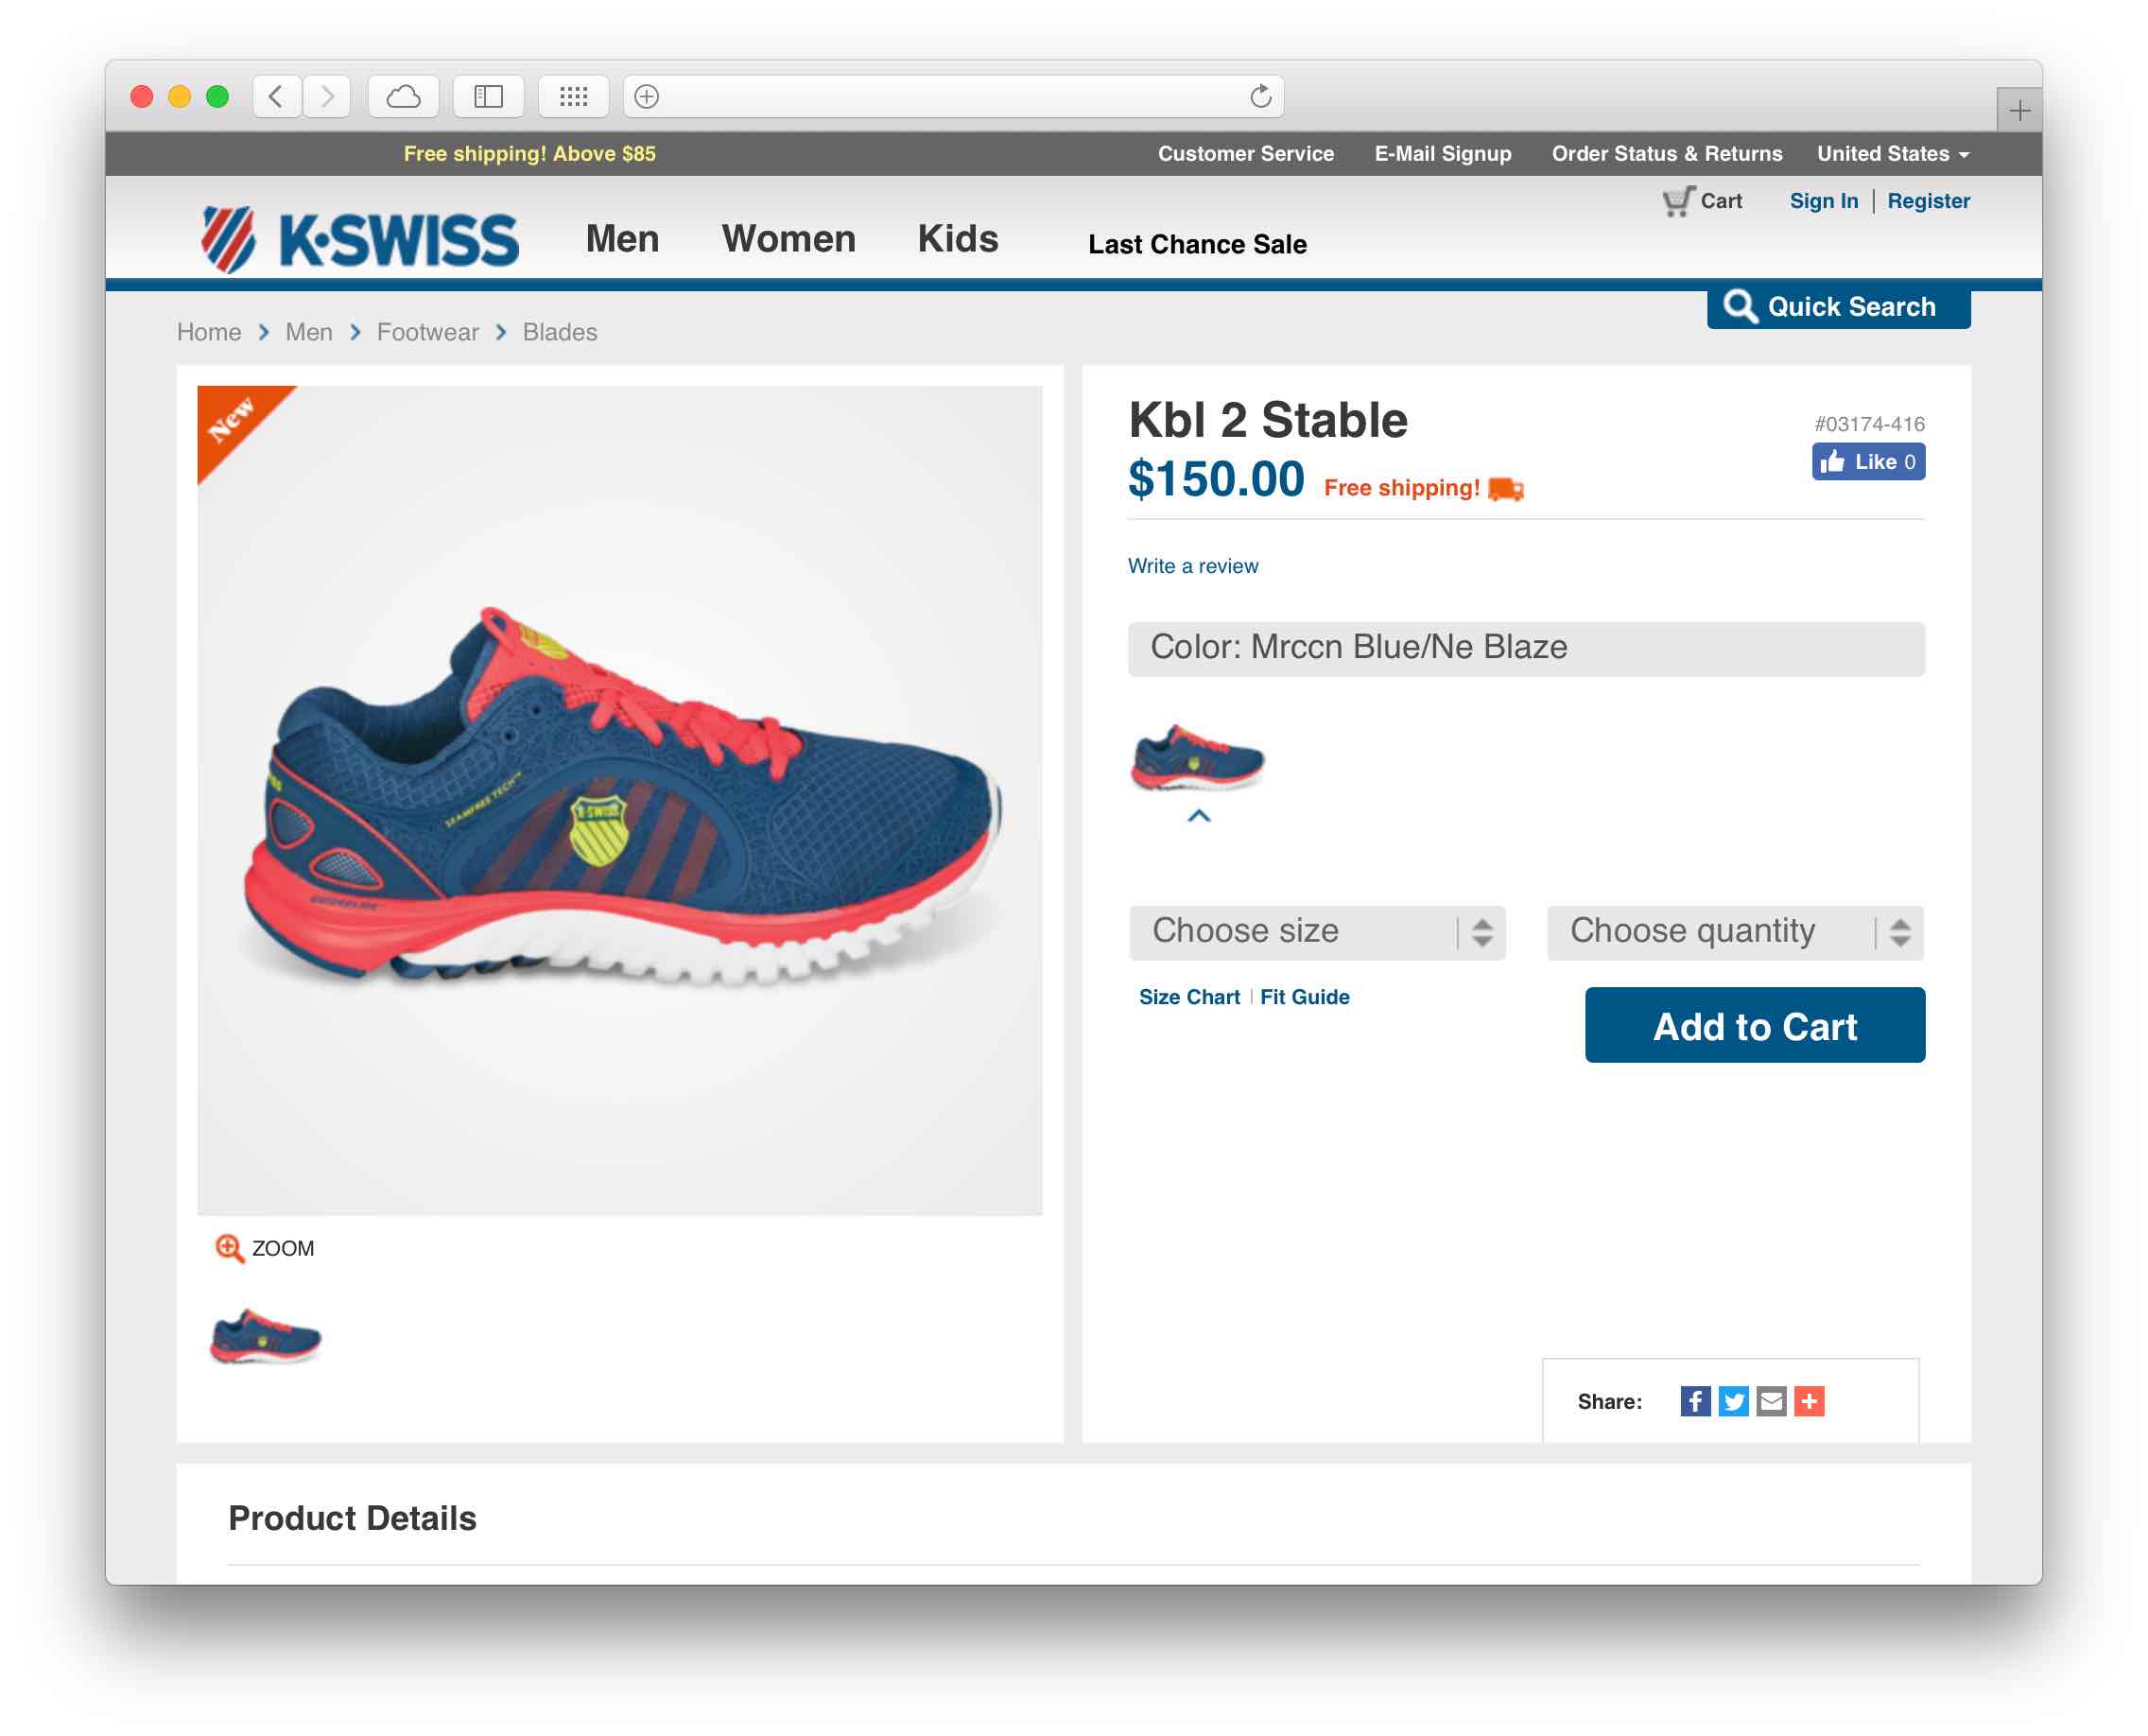 Free shipping! Above $85
Customer Service E-Mail Signup Order Status & Returns United States
Cart Sign In | Register
K•SWISS Men Women Kids Last Chance Sale
Quick Search
Home > Men > Footwear > Blades
New
SEAMFREE TECH™
K-SWISS
ZOOM
Kbl 2 Stable
#03174-416
Like 0
$150.00 Free shipping!
Write a review
Color: Mrccn Blue/Ne Blaze
Choose size Choose quantity
Size Chart | Fit Guide
Add to Cart
Share:
Product Details